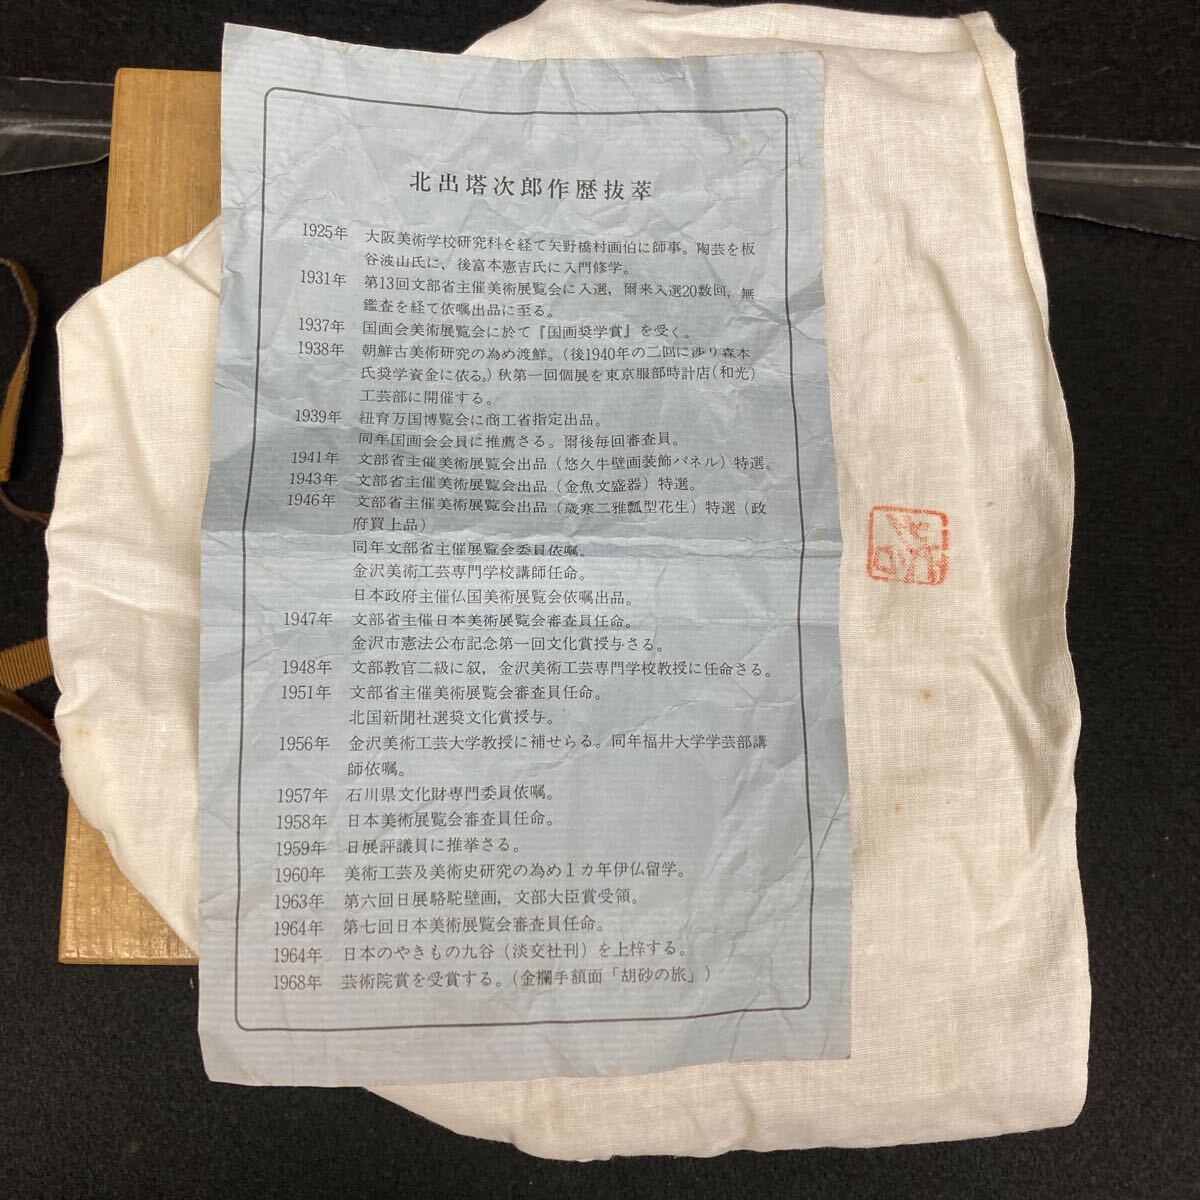 北出塔次郎作歴抜萃
1925年 大阪美術学校研究科を経て矢野橋村画伯に師事。陶芸を板
谷波山氏に，後富本憲吉氏に入門修学。
1931年 第13回文部省主催美術展覧会に入選，爾来入選20数回，無
鑑査を経て依嘱出品に至る。
1937年 国画会美術展覧会に於て『国画奨学賞』を受く。
1938年 朝鮮古美術研究の為め渡鮮。（後1940年の二回に渉り森本
氏奨学資金に依る。）秋第一回個展を東京服部時計店（和光）
工芸部に開催する。
1939年 紐育万国博覧会に商工省指定出品。
同年国画会会員に推薦さる。爾後毎回審査員。
1941年 文部省主催美術展覧会出品（悠久牛壁画装飾パネル）特選。
1943年 文部省主催美術展覧会出品（金魚文盛器）特選。
1946年 文部省主催美術展覧会出品（歳寒二雅瓢型花生）特選（政
府買上品）
同年文部省主催展覧会委員依嘱。
金沢美術工芸専門学校講師任命。
日本政府主催仏国美術展覧会依嘱出品。
1947年 文部省主催日本美術展覧会審査員任命。
金沢市憲法公布記念第一回文化賞授与さる。
1948年 文部教官二級に叙，金沢美術工芸専門学校教授に任命さる。
1951年 文部省主催美術展覧会審査員任命。
北国新聞社選奨文化賞授与。
1956年 金沢美術工芸大学教授に補せらる。同年福井大学学芸部講
師依嘱。
1957年 石川県文化財専門委員依嘱。
1958年 日本美術展覧会審査員任命。
1959年 日展評議員に推挙さる。
1960年 美術工芸及美術史研究の為め1カ年伊仏留学。
1963年 第六回日展駱駝壁画，文部大臣賞受領。
1964年 第七回日本美術展覧会審査員任命。
1964年 日本のやきもの九谷（淡交社刊）を上梓する。
1968年 芸術院賞を受賞する。（金襴手額面「胡砂の旅」）